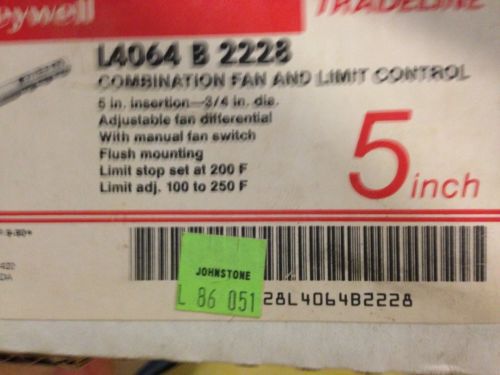 eywell
TRADELINE
L4064 B 2228
COMBINATION FAN AND LIMIT CONTROL
5 in. insertion—3/4 in. dia.
Adjustable fan differential
With manual fan switch
Flush mounting
Limit stop set at 200 F
Limit adj. 100 to 250 F
5 inch
JOHNSTONE
L 86 051
28L4064B2228